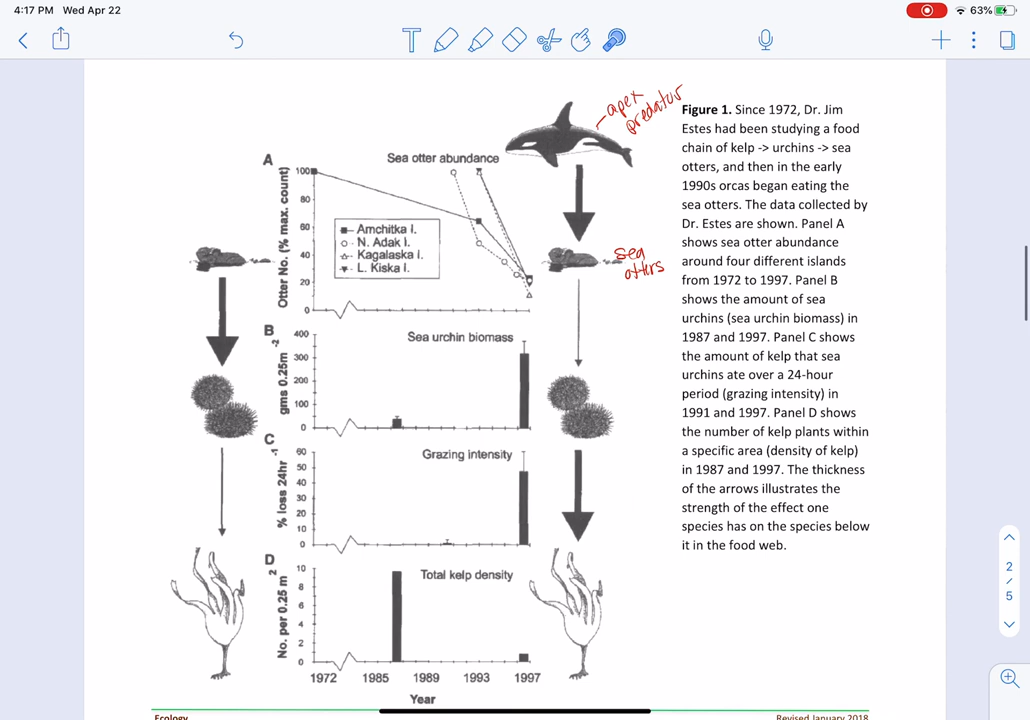 4:17 PM Wed Apr 22
63%
T
apex
predator
Figure 1. Since 1972, Dr. Jim
Estes had been studying a food
chain of kelp -> urchins -> sea
otters, and then in the early
1990s orcas began eating the
sea otters. The data collected by
Dr. Estes are shown. Panel A
shows sea otter abundance
around four different islands
from 1972 to 1997. Panel B
shows the amount of sea
urchins (sea urchin biomass) in
1987 and 1997. Panel C shows
the amount of kelp that sea
urchins ate over a 24-hour
period (grazing intensity) in
1991 and 1997. Panel D shows
the number of kelp plants within
a specific area (density of kelp)
in 1987 and 1997. The thickness
of the arrows illustrates the
strength of the effect one
species has on the species below
it in the food web.
A
Sea otter abundance
Otter No. (% max. count)
100
80
60
40
20
0
Amchitka I.
N. Adak I.
Kagalaska I.
L. Kiska I.
sea
otters
B
Sea urchin biomass
gms 0.25m -2
400
300
200
100
0
C
Grazing intensity
% loss 24hr -1
60
50
40
30
20
10
0
D
Total kelp density
No. per 0.25 m 2
10
8
6
4
2
0
1972 1985 1989 1993 1997
Year
2
/
5
Ecology
Revised January 2018